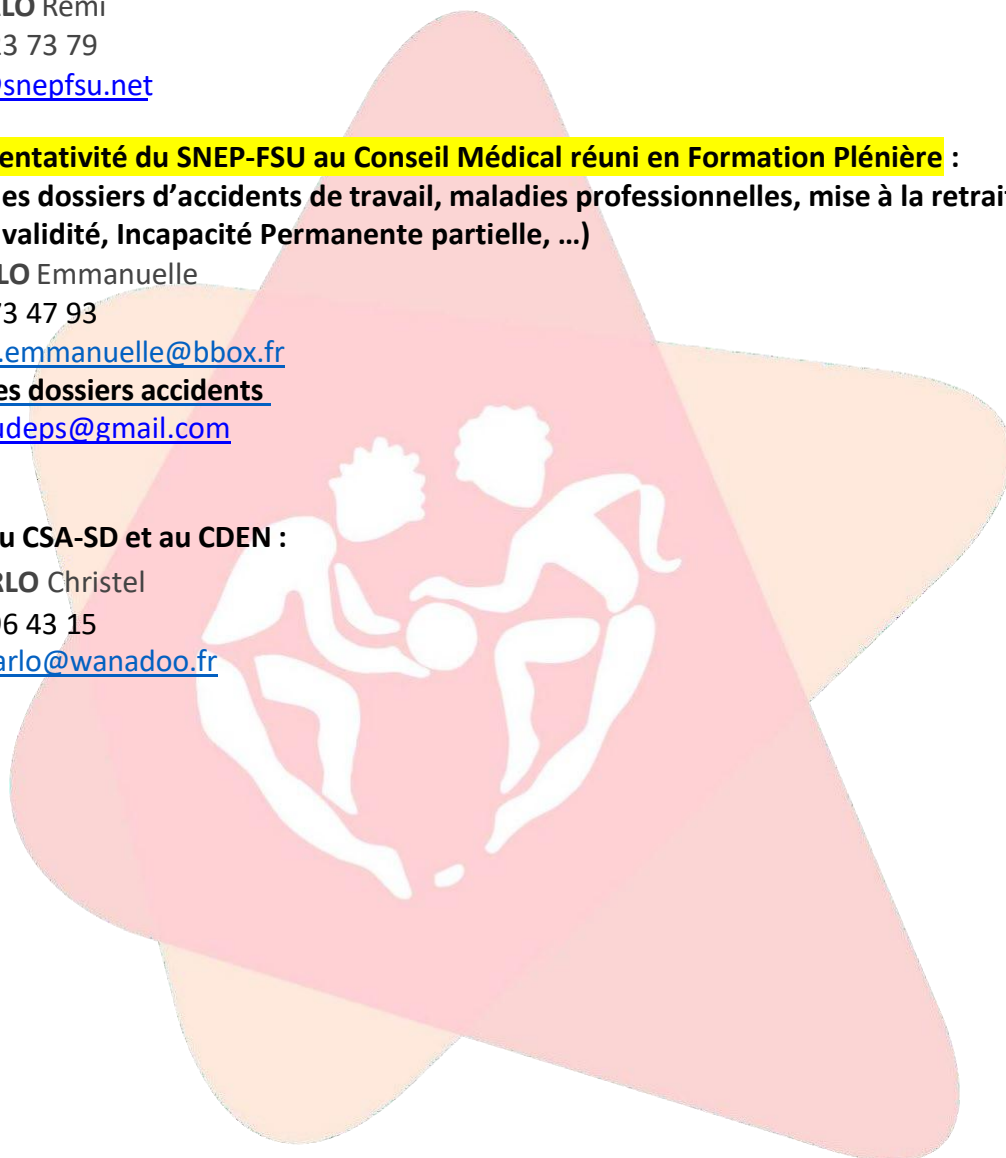 LO Rémi
23 73 79
@snepfsu.net
entativité du SNEP-FSU au Conseil Médical réuni en Formation Plénière :
es dossiers d’accidents de travail, maladies professionnelles, mise à la retrait
validité, Incapacité Permanente partielle, …)
LO Emmanuelle
73 47 93
.emmanuelle@bbox.fr
es dossiers accidents
udeps@gmail.com
u CSA-SD et au CDEN :
RLO Christel
06 43 15
arlo@wanadoo.fr